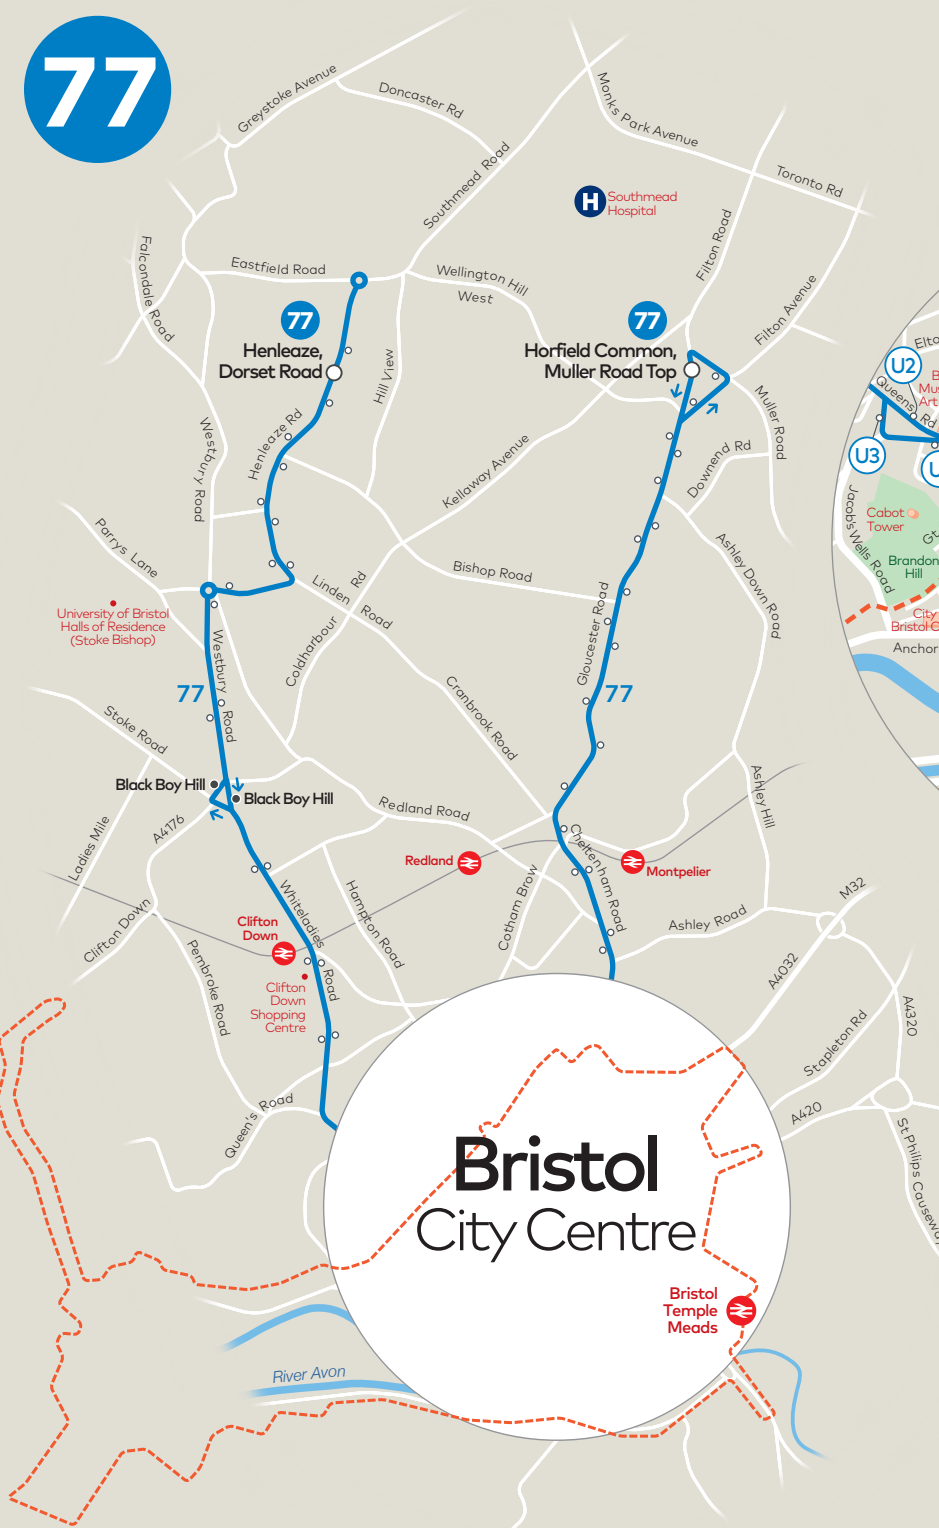 77
Greystoke Avenue
Doncaster Rd
Monks Park Avenue
Toronto Rd
Southmead Road
H
Southmead
Hospital
Falcondale Road
Eastfield Road
Wellington Hill
West
Filton Road
Filton Avenue
77
Henleaze,
Dorset Road
77
Horfield Common,
Muller Road Top
Hill View
Westbury Road
Henleaze Rd
Kellaway Avenue
Downend Rd
Muller Road
U2
Queens Rd
U3
Jacob's Wells Road
Cabot
Tower
Brandon
Hill
City
Anchor
Parrys Lane
University of Bristol
Halls of Residence
(Stoke Bishop)
Linden Road
Coldharbour Rd
Bishop Road
Ashley Down Road
Gloucester Road
77
Westbury Road
77
Stoke Road
Cranbrook Road
Black Boy Hill
Black Boy Hill
Ladies Mile
A4176
Redland Road
Ashley Hill
Redland
Montpelier
Cheltenham Road
Cotham Brow
Hampton Road
Whiteladies Road
Clifton
Down
Clifton Down
Pembroke Road
Clifton
Down
Shopping
Centre
Ashley Road
M32
A4032
A4320
Stapleton Rd
A420
St Philips Causeway
Queen's Road
Bristol
City Centre
Bristol
Temple
Meads
River Avon